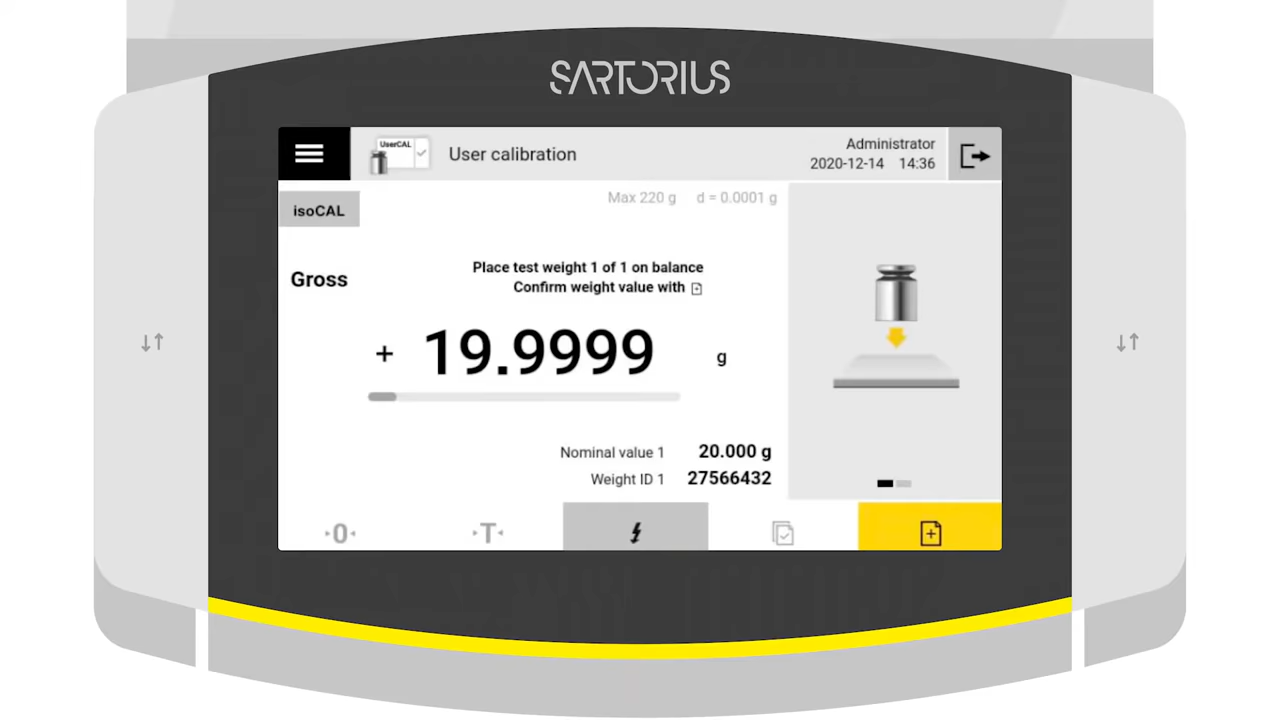 SARTORIUS
UserCAL
User calibration
Administrator
2020-12-14 14:36
isoCAL
Max 220 g d = 0.0001 g
Gross
Place test weight 1 of 1 on balance
Confirm weight value with
+ 19.9999 g
Nominal value 1 20.000 g
Weight ID 1 27566432
0
T